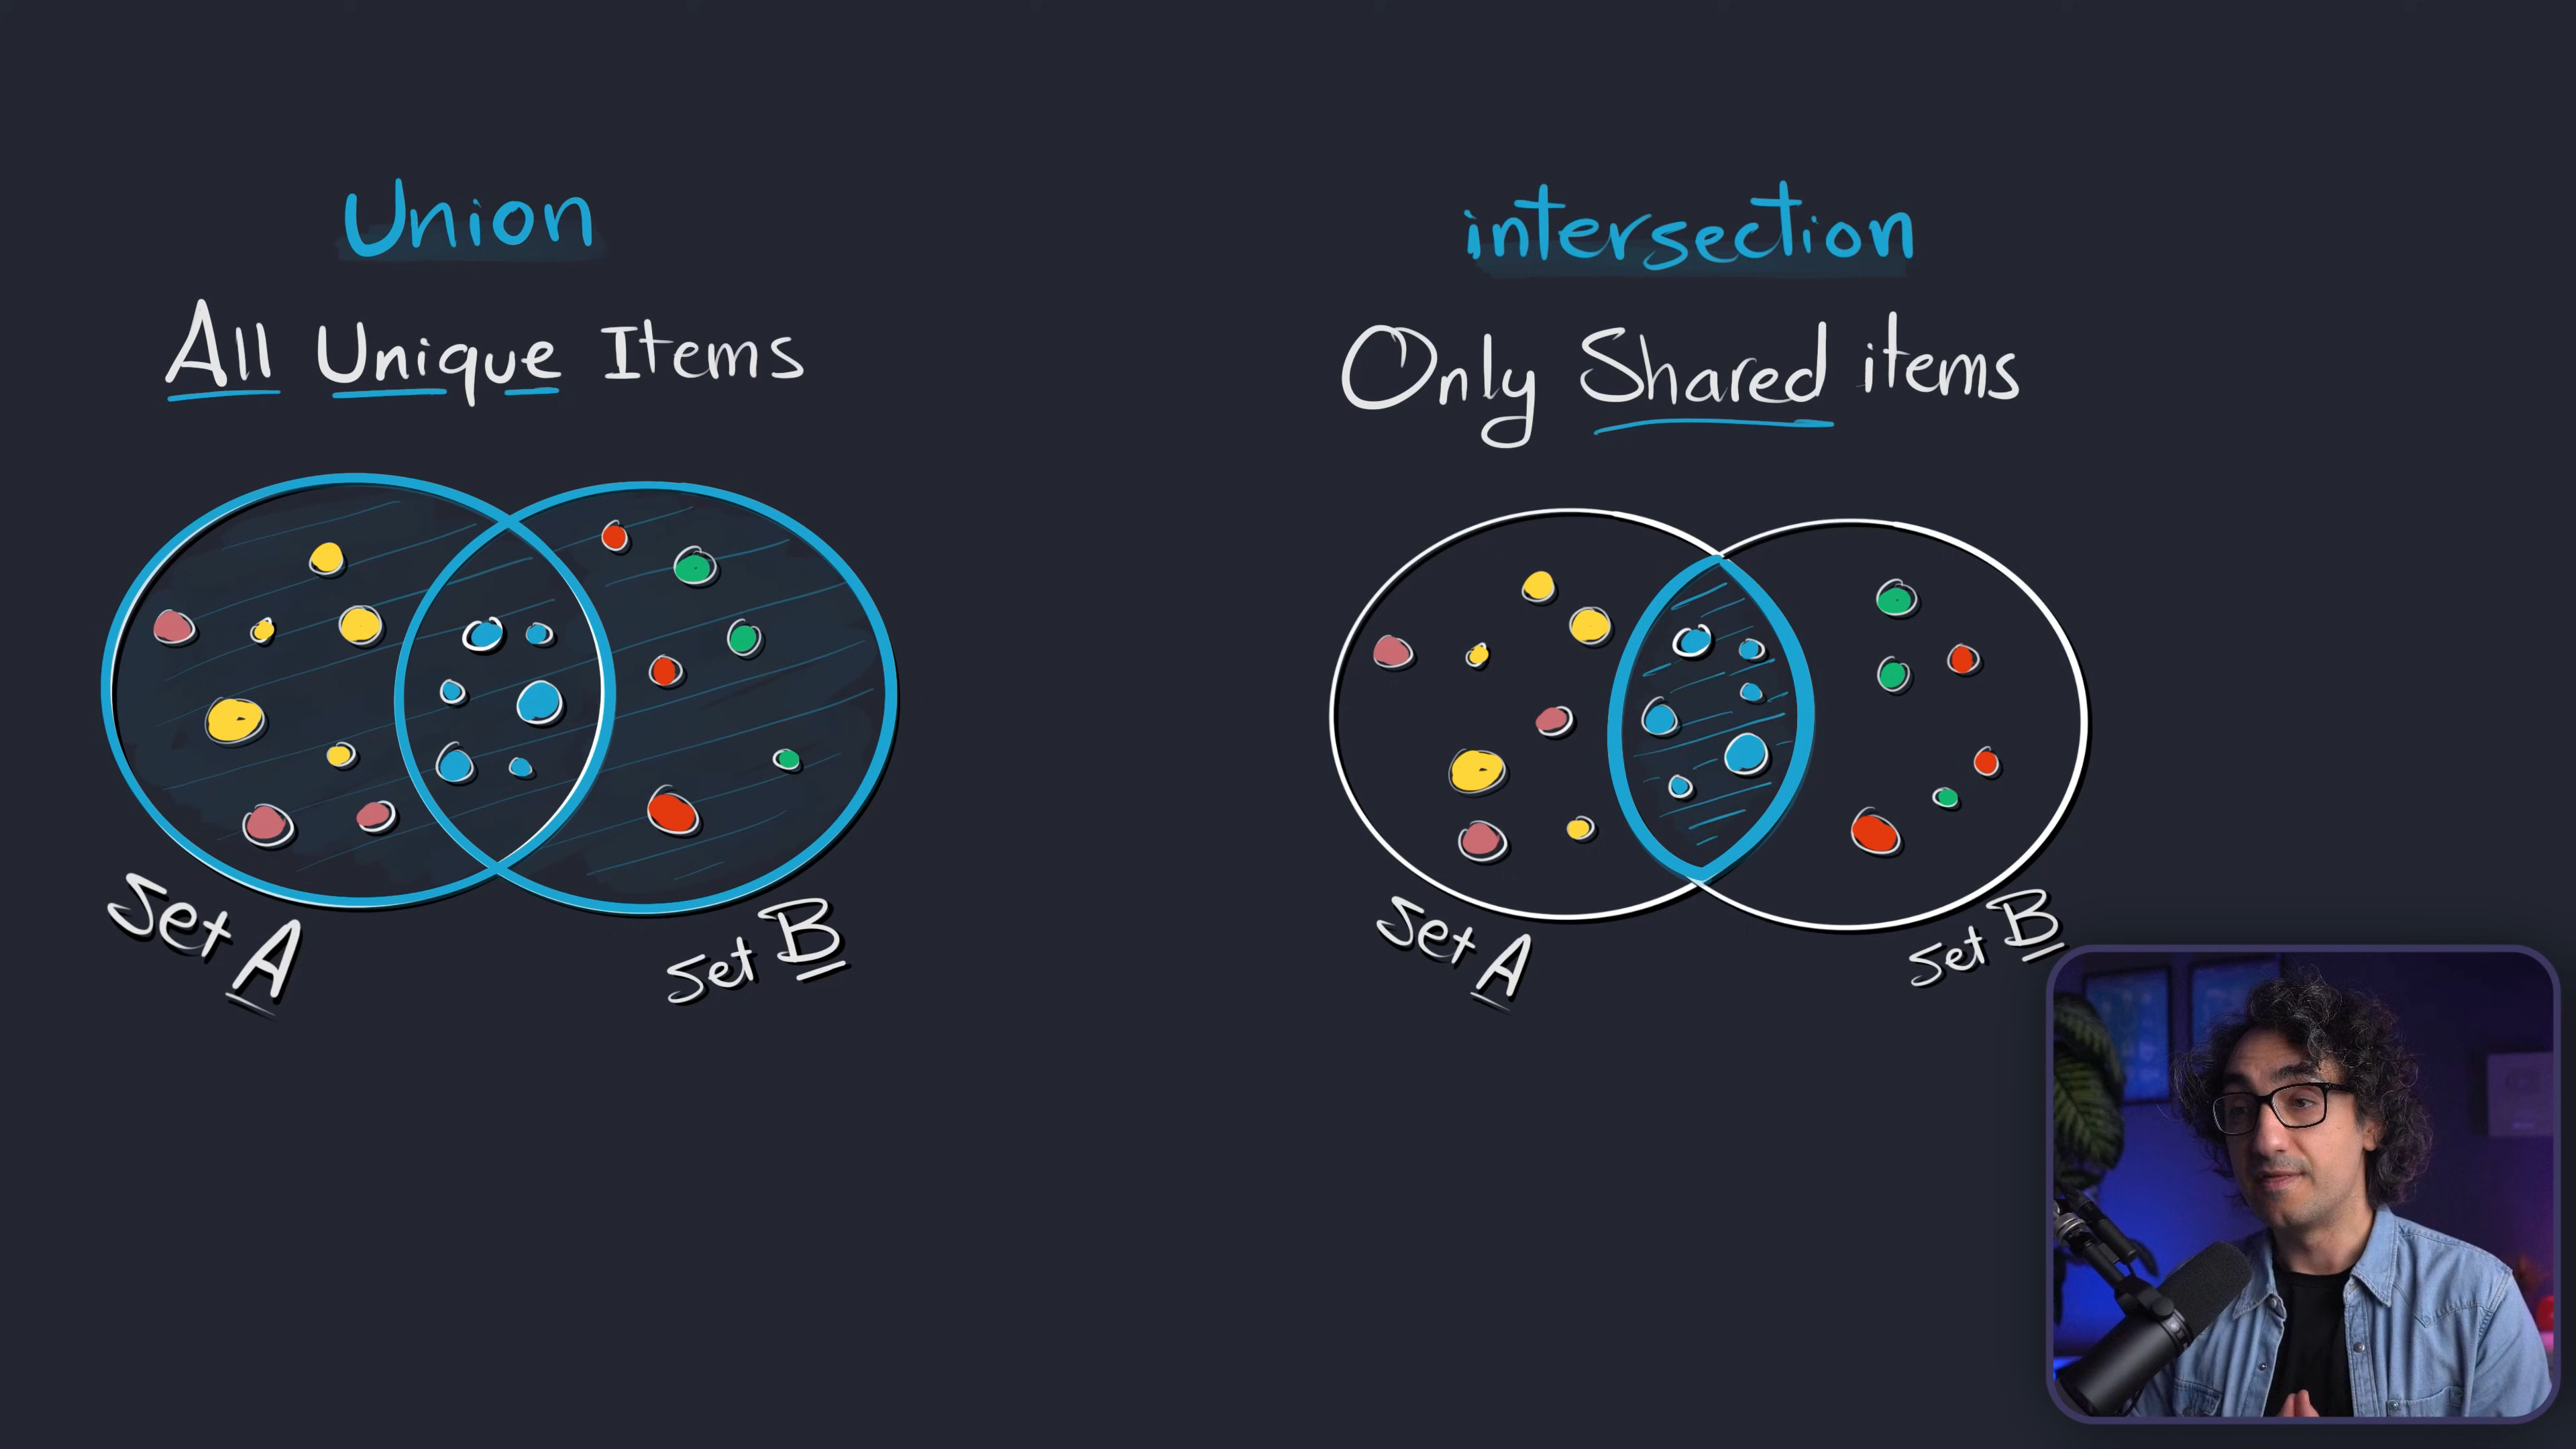 Union
All Unique Items
Set A
Set B
intersection
Only Shared items
Set A
Set B